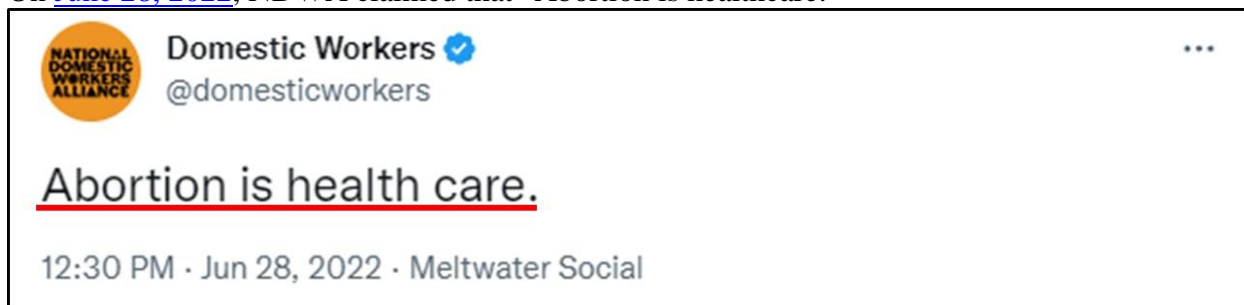 NATIONAL
DOMESTIC
WORKERS
ALLIANCE
Domestic Workers
@domesticworkers
Abortion is health care.
12:30 PM · Jun 28, 2022 · Meltwater Social